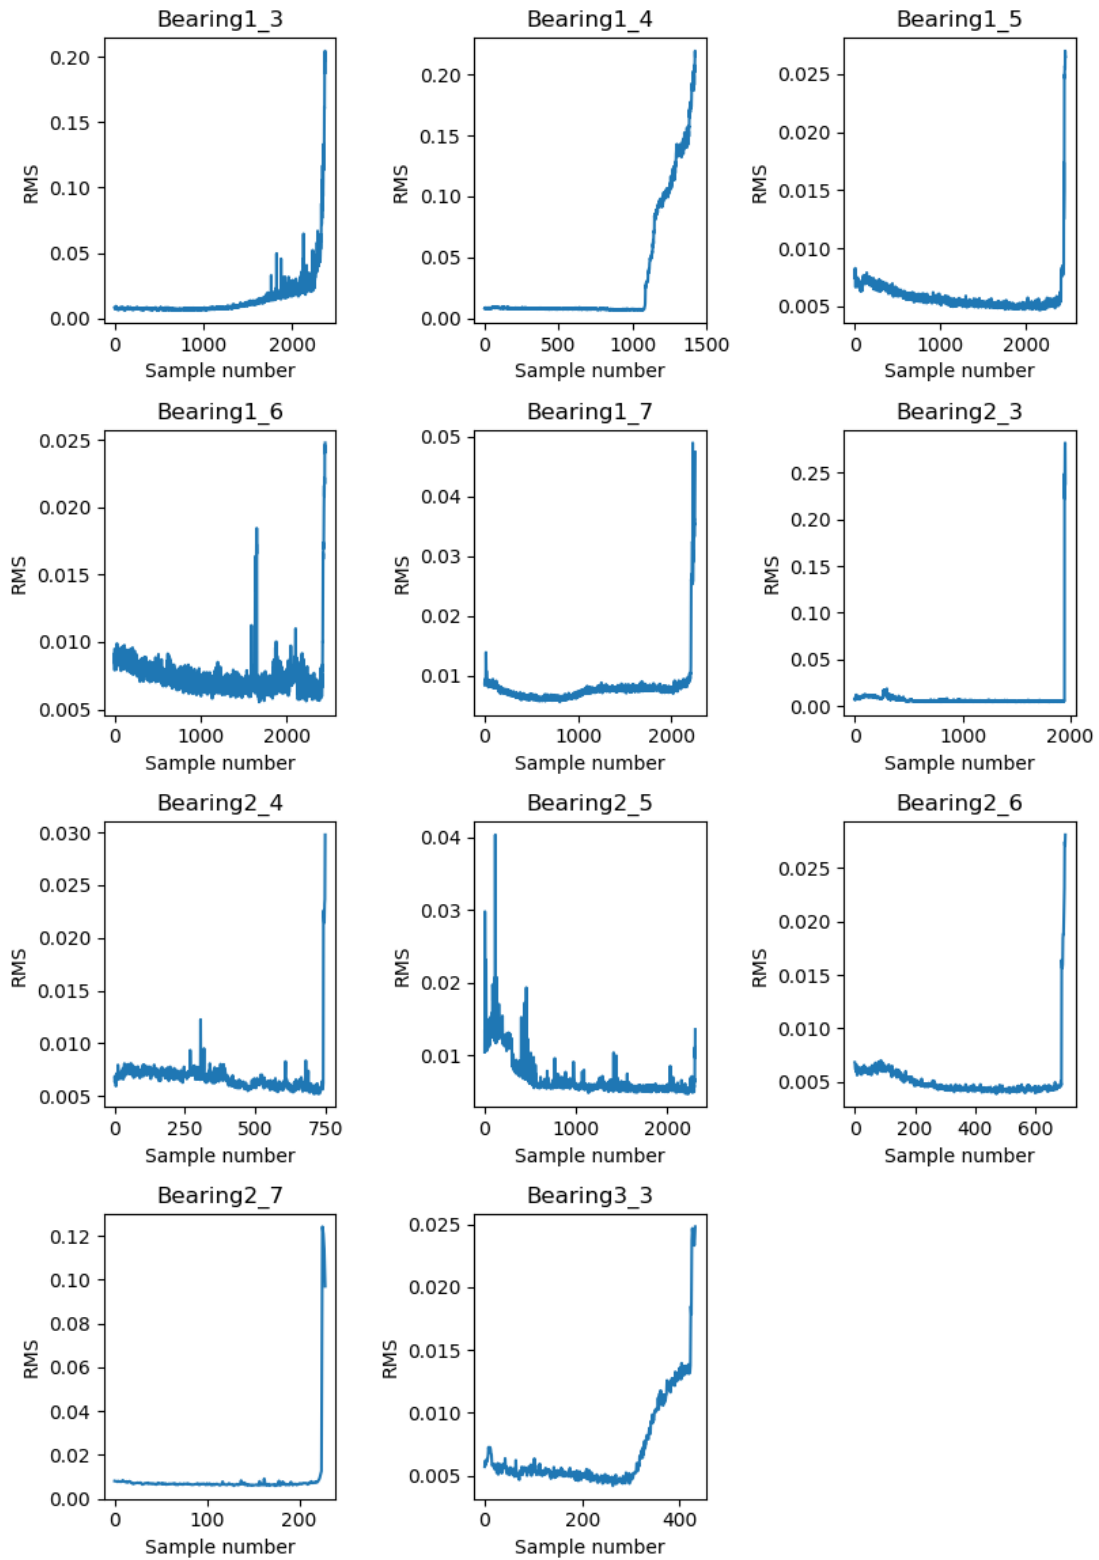 Bearing1_3 Bearing1_4 Bearing1_5
0.20 0.20 0.025
0.15 0.15 0.020
RMS 0.10 RMS 0.10 RMS 0.015
0.010
0.05 0.05
0.005
0.00 0.00
0 1000 2000 0 500 1000 1500 0 1000 2000
Sample number Sample number Sample number
Bearing1_6 Bearing1_7 Bearing2_3
0.025 0.05
0.25
0.020 0.04 0.20
RMS 0.015 RMS 0.03 RMS 0.15
0.02 0.10
0.010
0.01 0.05
0.005 0.00
0 1000 2000 0 1000 2000 0 1000 2000
Sample number Sample number Sample number
Bearing2_4 Bearing2_5 Bearing2_6
0.030 0.04
0.025 0.025
0.03
0.020 0.020
RMS 0.015 RMS 0.02 RMS 0.015
0.010 0.010
0.01
0.005 0.005
0 250 500 750 0 1000 2000 0 200 400 600
Sample number Sample number Sample number
Bearing2_7 Bearing3_3
0.12 0.025
0.10
0.020
0.08
RMS 0.06 RMS 0.015
0.04
0.010
0.02
0.005
0.00
0 100 200 0 200 400
Sample number Sample number